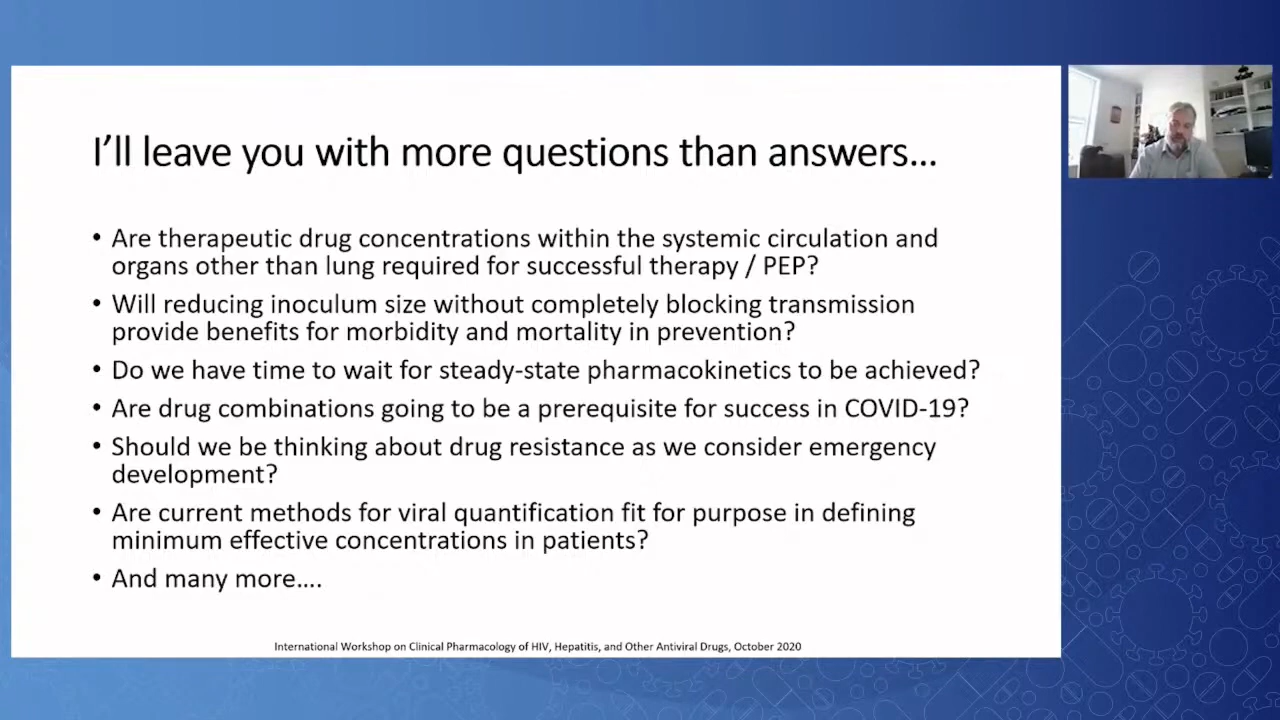 I'll leave you with more questions than answers...
• Are therapeutic drug concentrations within the systemic circulation and
organs other than lung required for successful therapy / PEP?
• Will reducing inoculum size without completely blocking transmission
provide benefits for morbidity and mortality in prevention?
• Do we have time to wait for steady-state pharmacokinetics to be achieved?
• Are drug combinations going to be a prerequisite for success in COVID-19?
• Should we be thinking about drug resistance as we consider emergency
development?
• Are current methods for viral quantification fit for purpose in defining
minimum effective concentrations in patients?
• And many more....
International Workshop on Clinical Pharmacology of HIV, Hepatitis, and Other Antiviral Drugs, October 2020